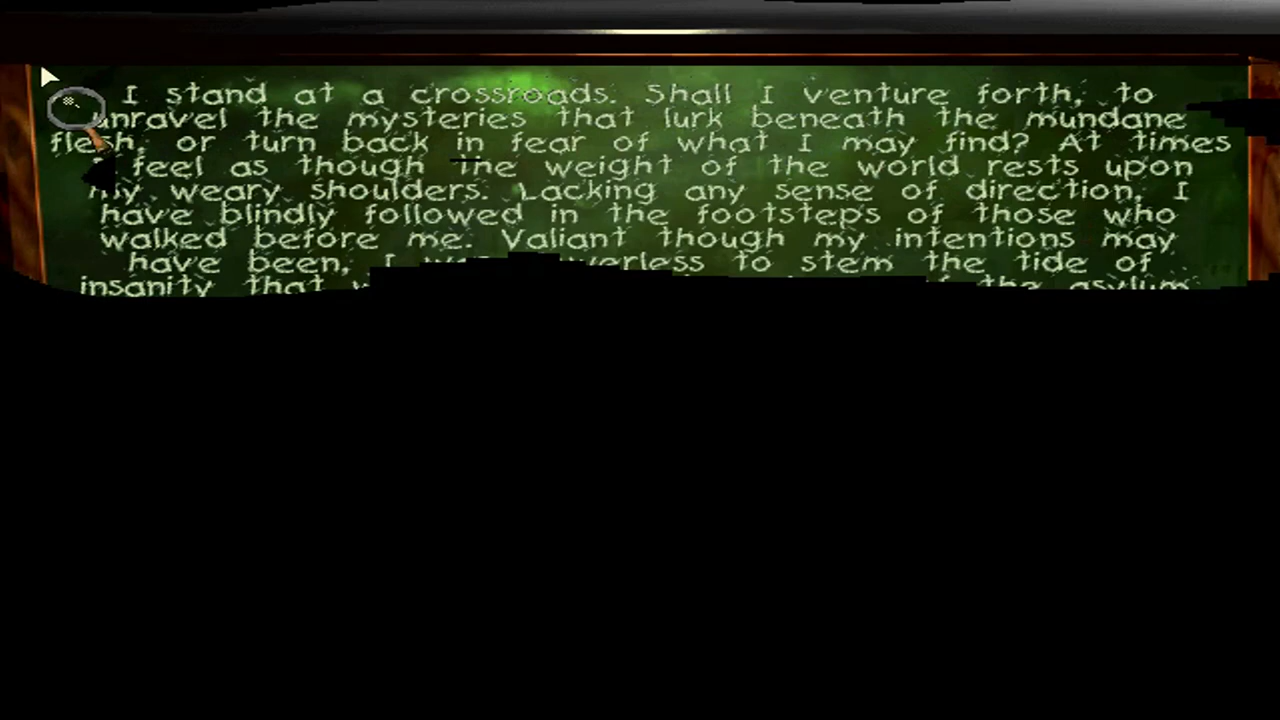 I stand at a crossroads. Shall I venture forth, to
unravel the mysteries that lurk beneath the mundane
flesh, or turn back in fear of what I may find? At times
I feel as though the weight of the world rests upon
my weary shoulders. Lacking any sense of direction, I
have blindly followed in the footsteps of those who
walked before me. Valiant though my intentions may
have been, I to stem the tide of
insanity that the asylum